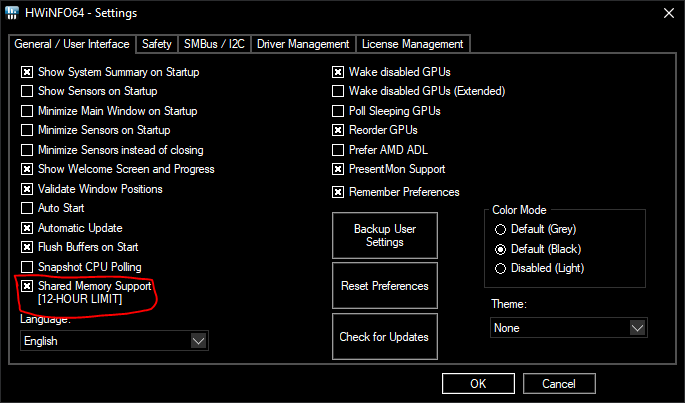 HWiNFO64 - Settings
General / User Interface
Safety
SMBus / I2C
Driver Management
License Management
Show System Summary on Startup
Show Sensors on Startup
Minimize Main Window on Startup
Minimize Sensors on Startup
Minimize Sensors instead of closing
Show Welcome Screen and Progress
Validate Window Positions
Auto Start
Automatic Update
Flush Buffers on Start
Snapshot CPU Polling
Shared Memory Support
[12-HOUR LIMIT]
Language:
English
Wake disabled GPUs
Wake disabled GPUs (Extended)
Poll Sleeping GPUs
Reorder GPUs
Prefer AMD ADL
PresentMon Support
Remember Preferences
Backup User
Settings
Reset Preferences
Check for Updates
Color Mode
Default (Grey)
Default (Black)
Disabled (Light)
Theme:
None
OK
Cancel